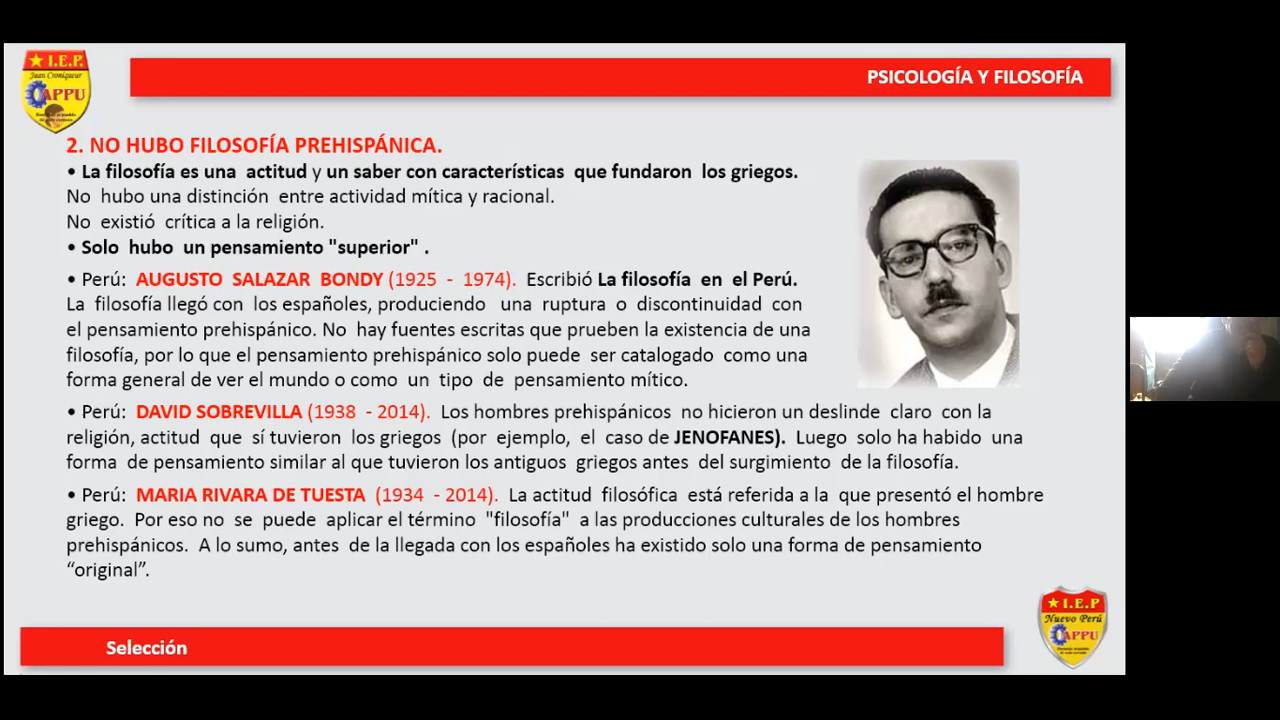 I.E.P.
Juan Croniqueur
CAPPU
PSICOLOGÍA Y FILOSOFÍA
2. NO HUBO FILOSOFÍA PREHISPÁNICA.
• La filosofía es una actitud y un saber con características que fundaron los griegos.
No hubo una distinción entre actividad mítica y racional.
No existió crítica a la religión.
• Solo hubo un pensamiento "superior" .
• Perú: AUGUSTO SALAZAR BONDY (1925 - 1974). Escribió La filosofía en el Perú.
La filosofía llegó con los españoles, produciendo una ruptura o discontinuidad con
el pensamiento prehispánico. No hay fuentes escritas que prueben la existencia de una
filosofía, por lo que el pensamiento prehispánico solo puede ser catalogado como una
forma general de ver el mundo o como un tipo de pensamiento mítico.
• Perú: DAVID SOBREVILLA (1938 - 2014). Los hombres prehispánicos no hicieron un deslinde claro con la
religión, actitud que sí tuvieron los griegos (por ejemplo, el caso de JENOFANES). Luego solo ha habido una
forma de pensamiento similar al que tuvieron los antiguos griegos antes del surgimiento de la filosofía.
• Perú: MARIA RIVARA DE TUESTA (1934 - 2014). La actitud filosófica está referida a la que presentó el hombre
griego. Por eso no se puede aplicar el término "filosofía" a las producciones culturales de los hombres
prehispánicos. A lo sumo, antes de la llegada con los españoles ha existido solo una forma de pensamiento
“original”.
I.E.P
Nuevo Perú
CAPPU
Selección